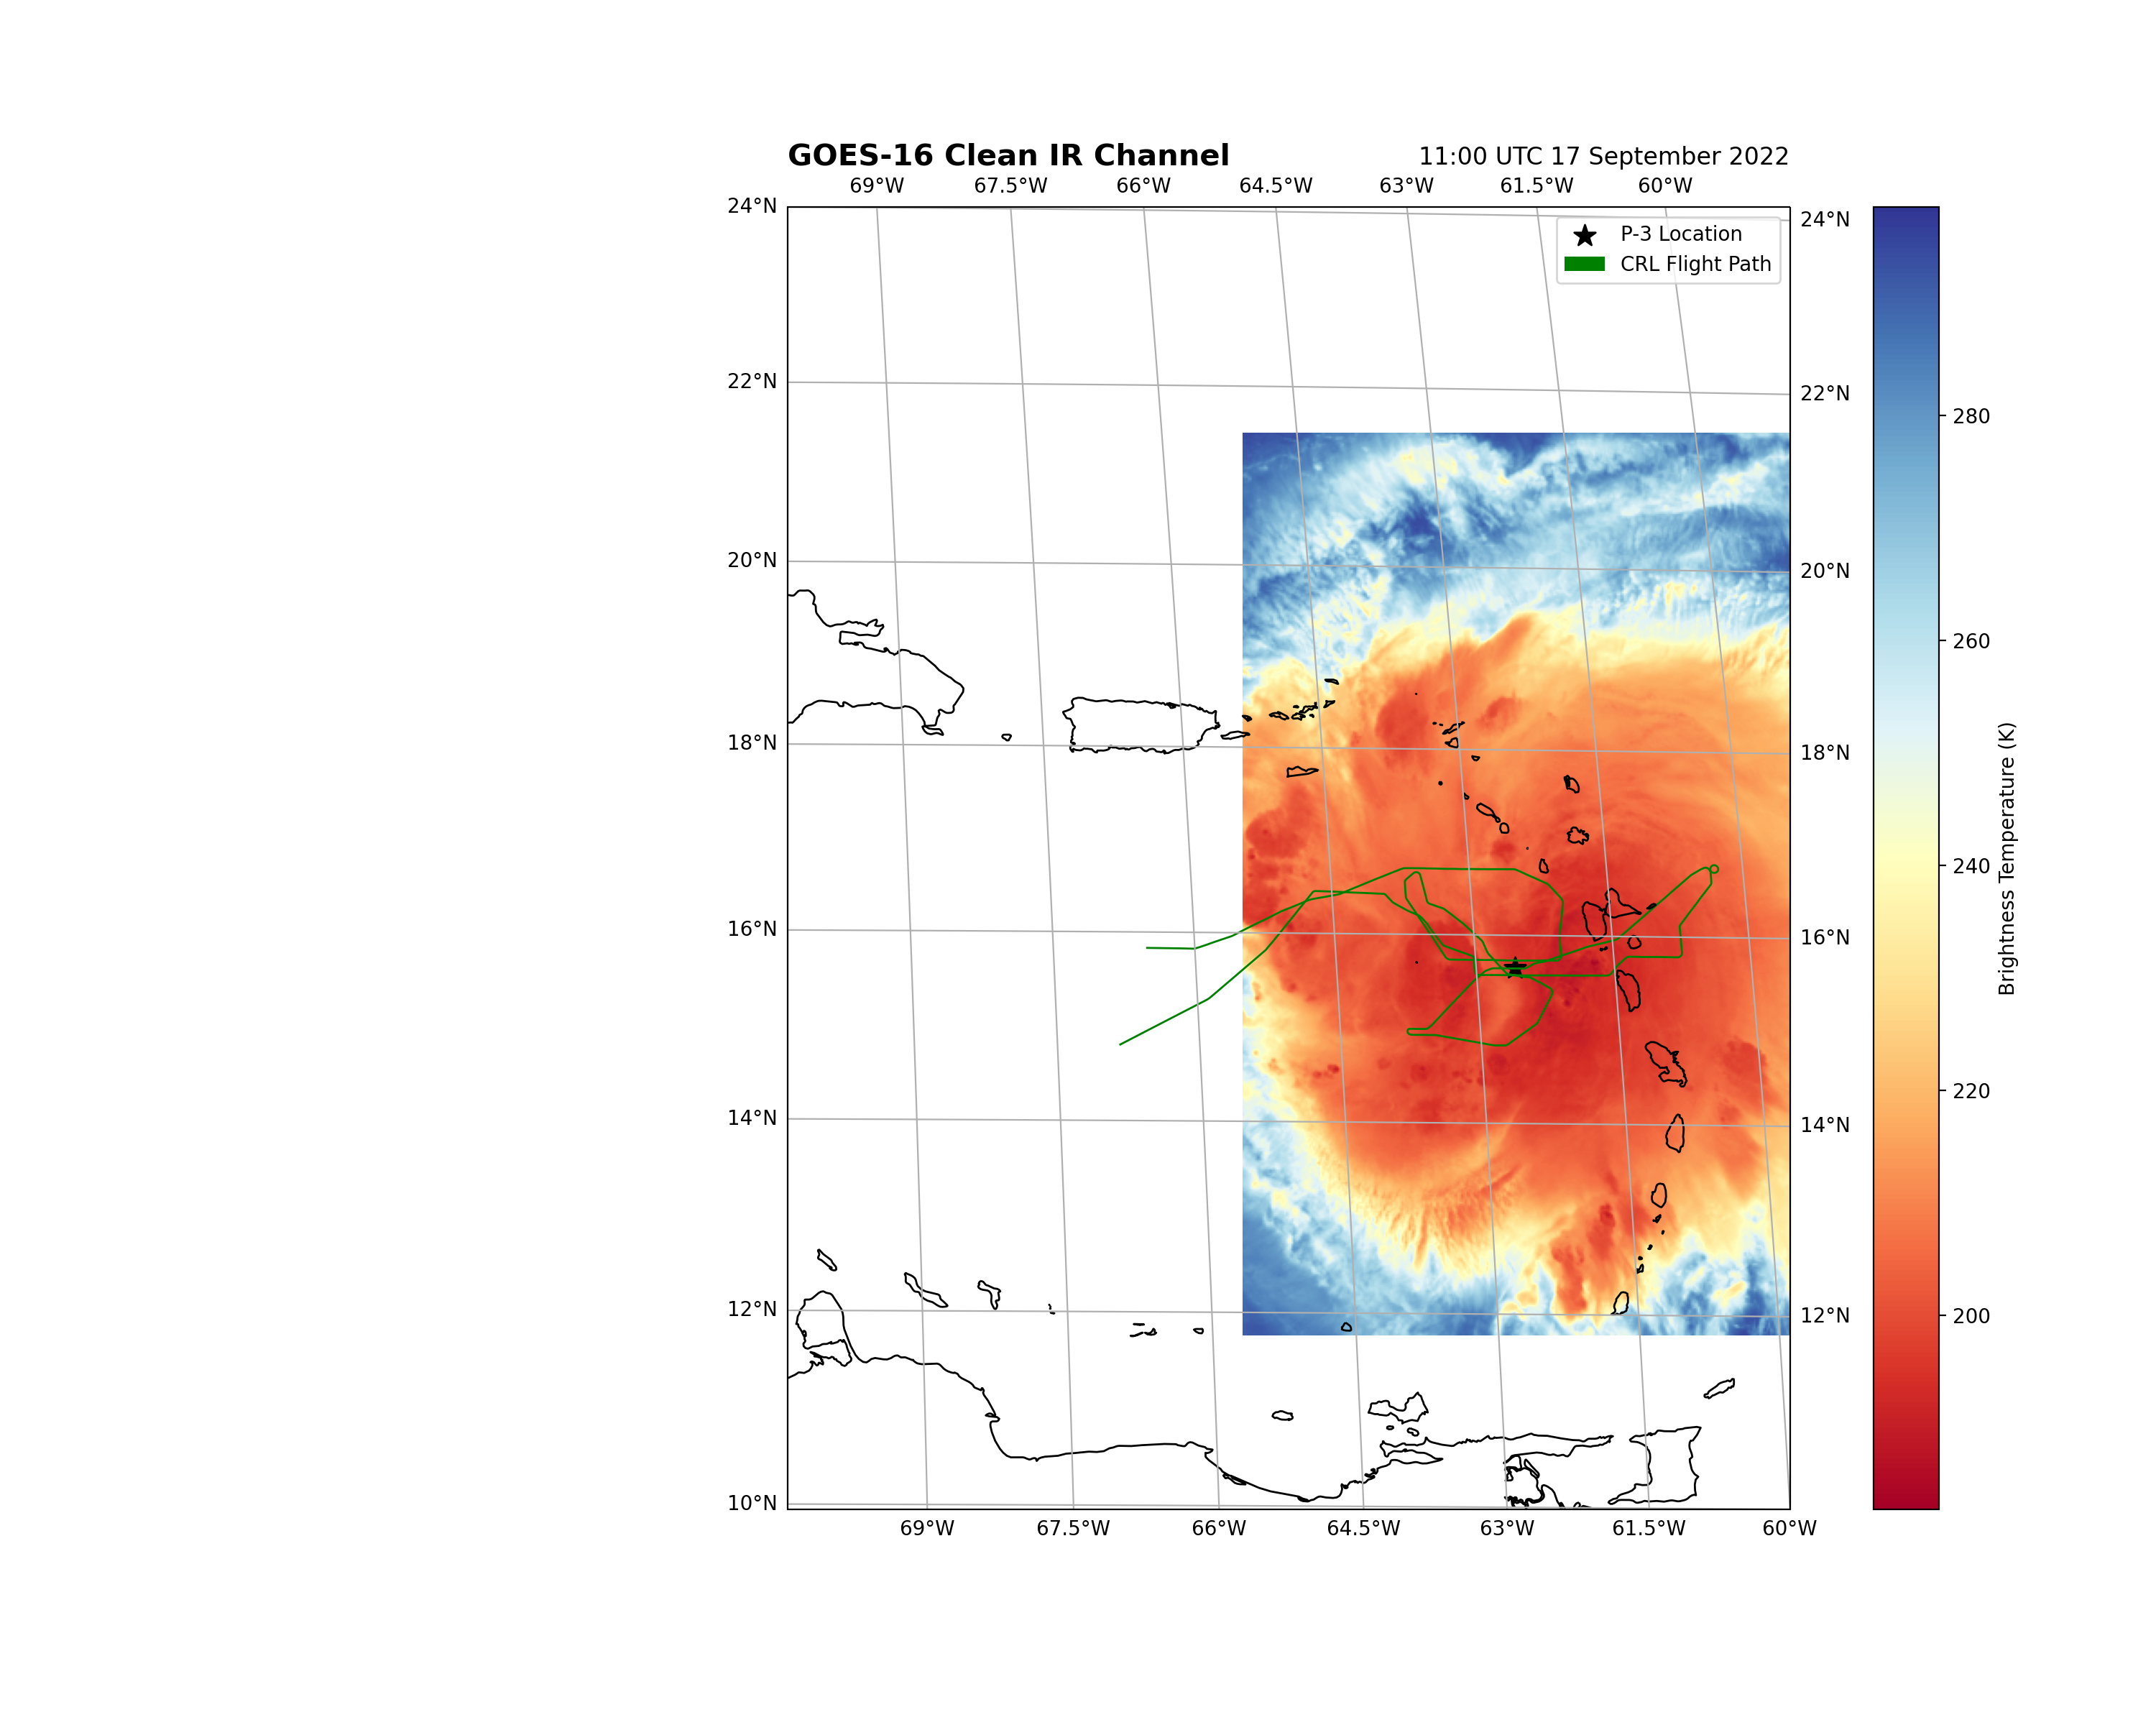 GOES-16 Clean IR Channel
11:00 UTC 17 September 2022
69°W 67.5°W 66°W 64.5°W 63°W 61.5°W 60°W
24°N 24°N
P-3 Location
CRL Flight Path
22°N 22°N
280
20°N 20°N
260
18°N 18°N
240
Brightness Temperature (K)
16°N 16°N
220
14°N 14°N
12°N 12°N
200
10°N
69°W 67.5°W 66°W 64.5°W 63°W 61.5°W 60°W